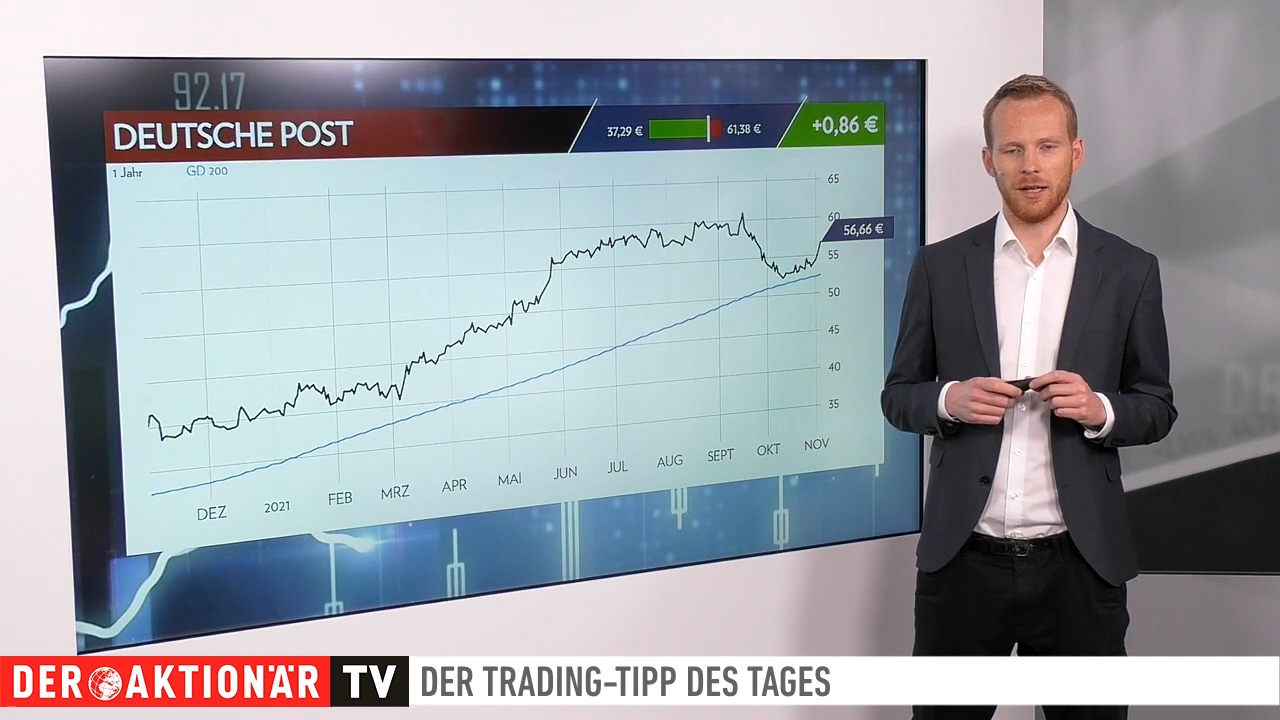 92.17
DEUTSCHE POST
37,29 €
61,38 €
+0,86 €
1 Jahr
GD 200
65
60
56,66 €
55
50
45
40
35
DEZ
2021
FEB
MRZ
APR
MAI
JUN
JUL
AUG
SEPT
OKT
NOV
DER AKTIONÄR TV
DER TRADING-TIPP DES TAGES